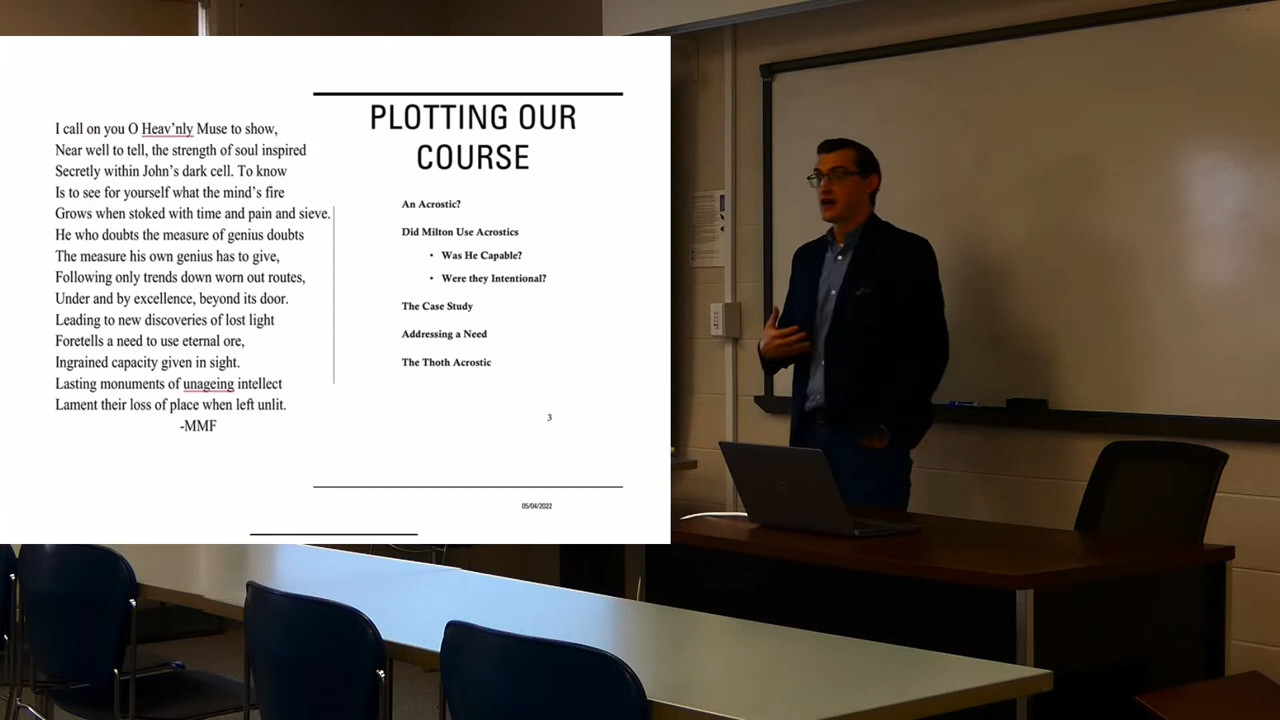 I call on you O Heav'nly Muse to show,
Near well to tell, the strength of soul inspired
Secretly within John's dark cell. To know
Is to see for yourself what the mind's fire
Grows when stoked with time and pain and sieve.
He who doubts the measure of genius doubts
The measure his own genius has to give,
Following only trends down worn out routes,
Under and by excellence, beyond its door.
Leading to new discoveries of lost light
Foretells a need to use eternal ore,
Ingrained capacity given in sight.
Lasting monuments of unageing intellect
Lament their loss of place when left unlit.
-MMF
PLOTTING OUR
COURSE
An Acrostic?
Did Milton Use Acrostics
• Was He Capable?
• Were they Intentional?
The Case Study
Addressing a Need
The Thoth Acrostic
3
05/04/2022